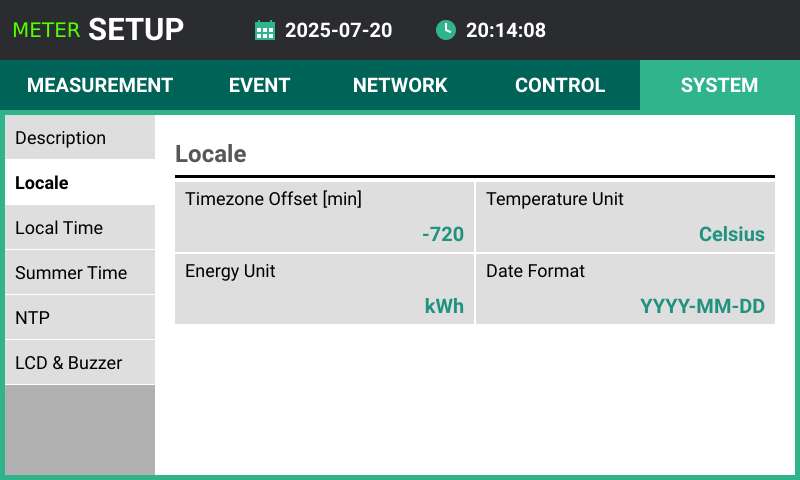 METER SETUP 2025-07-20 20:14:08
MEASUREMENT EVENT NETWORK CONTROL SYSTEM
Description
Locale
Local Time
Summer Time
NTP
LCD & Buzzer
Locale
Timezone Offset [min]
-720
Temperature Unit
Celsius
Energy Unit
kWh
Date Format
YYYY-MM-DD